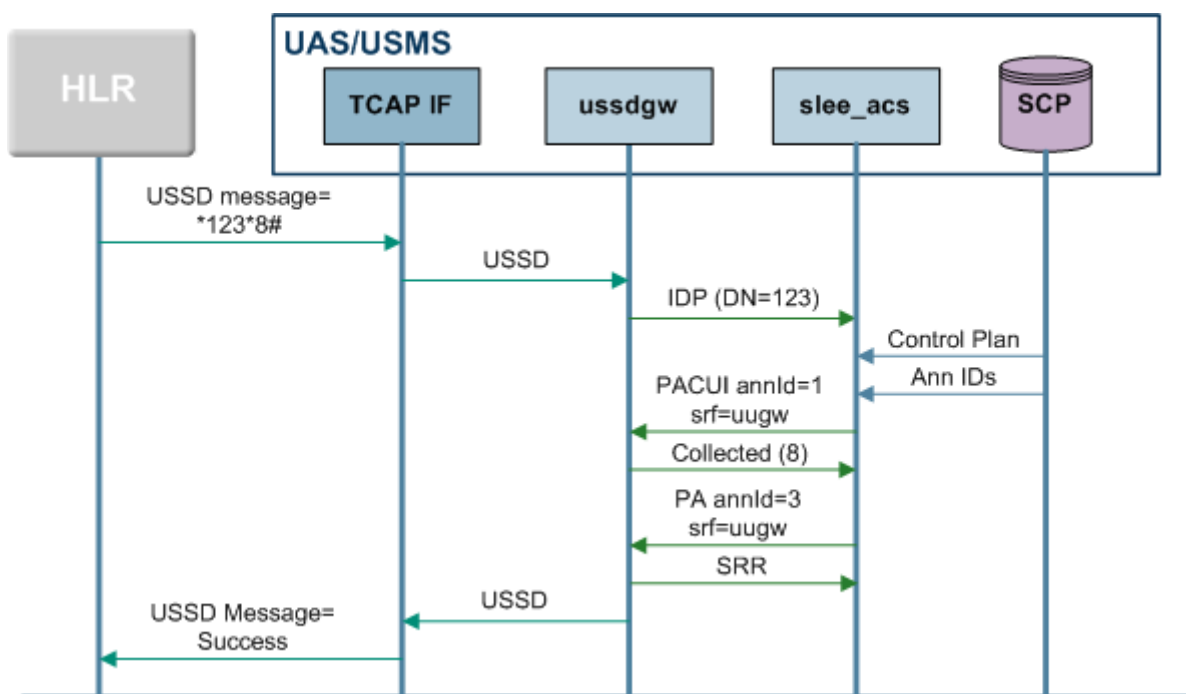 UAS/USMS
HLR
TCAP IF
ussdgw
slee_acs
SCP
USSD message=
*123*8#
USSD
IDP (DN=123)
Control Plan
Ann IDs
PACUI annId=1
srf=uugw
Collected (8)
PA annId=3
srf=uugw
SRR
USSD
USSD Message=
Success